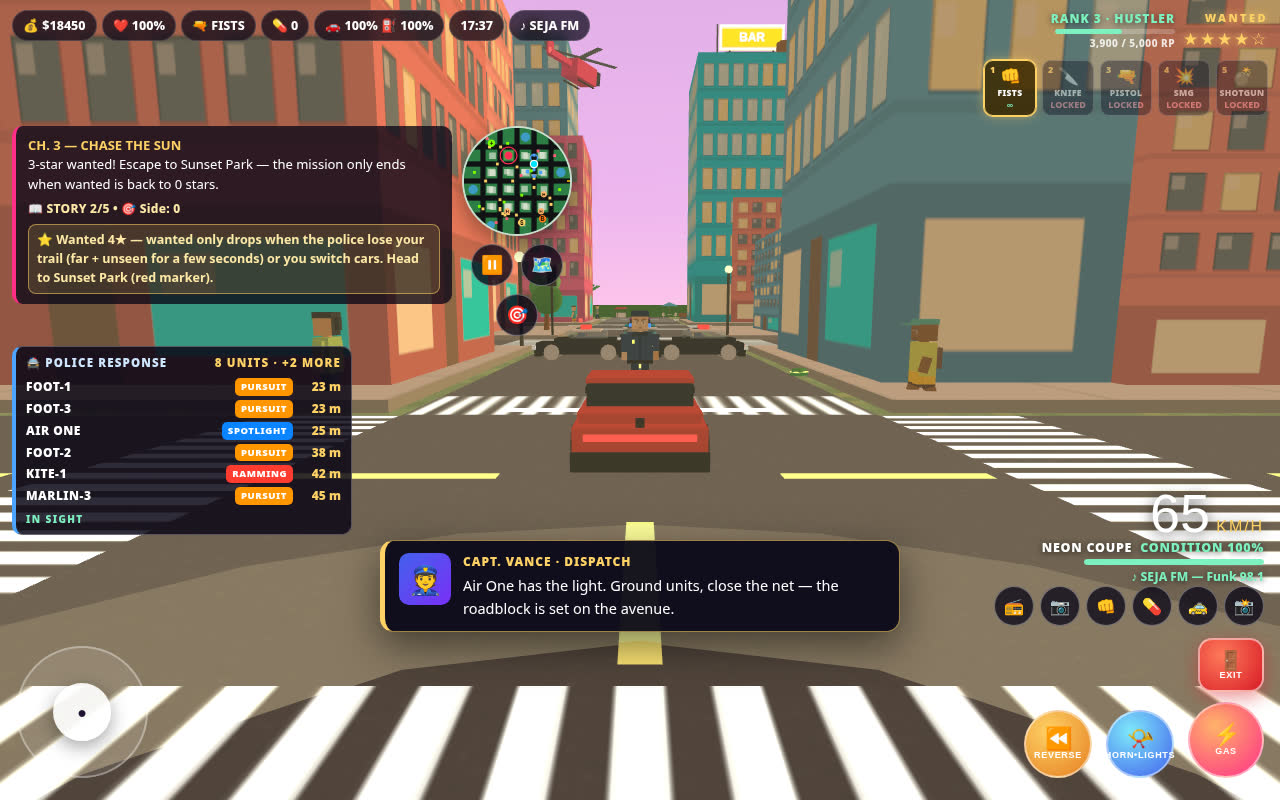 $18450
100%
FISTS
0
100% 100%
17:37
♪ SEJA FM
BAR
RANK 3 · HUSTLER
WANTED
3,900 / 5,000 RP
★★★★☆
1
FISTS
∞
2
KNIFE
LOCKED
3
PISTOL
LOCKED
4
SMG
LOCKED
5
SHOTGUN
LOCKED
CH. 3 — CHASE THE SUN
3-star wanted! Escape to Sunset Park — the mission only ends
when wanted is back to 0 stars.
STORY 2/5 • Side: 0
Wanted 4★ — wanted only drops when the police lose your
trail (far + unseen for a few seconds) or you switch cars. Head
to Sunset Park (red marker).
POLICE RESPONSE 8 UNITS · +2 MORE
FOOT-1 PURSUIT 23 m
FOOT-3 PURSUIT 23 m
AIR ONE SPOTLIGHT 25 m
FOOT-2 PURSUIT 38 m
KITE-1 RAMMING 42 m
MARLIN-3 PURSUIT 45 m
IN SIGHT
CAPT. VANCE · DISPATCH
Air One has the light. Ground units, close the net — the
roadblock is set on the avenue.
65 KM/H
NEON COUPE CONDITION 100%
♪ SEJA FM — Funk 98.1
EXIT
REVERSE
HORN•LIGHTS
GAS